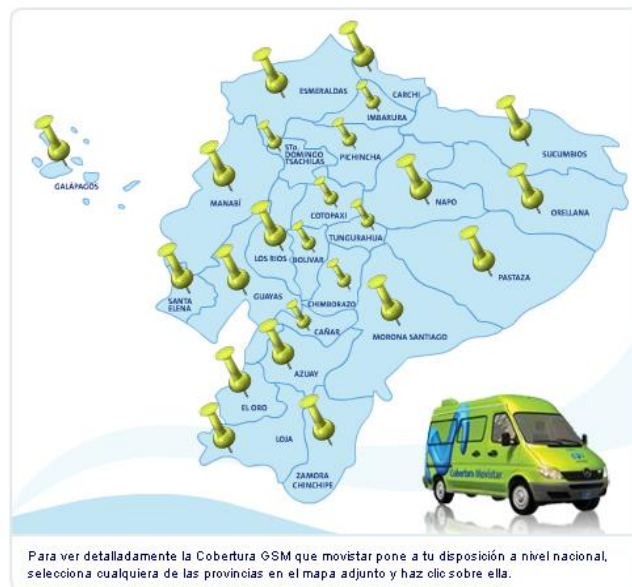 ESMERALDAS
CARCHI
IMBABURA
STO.
DOMINGO
TSACHILAS
PICHINCHA
SUCUMBIOS
GALÁPAGOS
MANABÍ
NAPO
ORELLANA
COTOPAXI
TUNGURAHUA
LOS RIOS
BOLIVAR
PASTAZA
SANTA
ELENA
GUAYAS
CHIMBORAZO
CAÑAR
MORONA SANTIAGO
AZUAY
EL ORO
LOJA
ZAMORA
CHINCHIPE
Cobertura Movistar
Para ver detalladamente la Cobertura GSM que movistar pone a tu disposición a nivel nacional,
selecciona cualquiera de las provincias en el mapa adjunto y haz clic sobre ella.